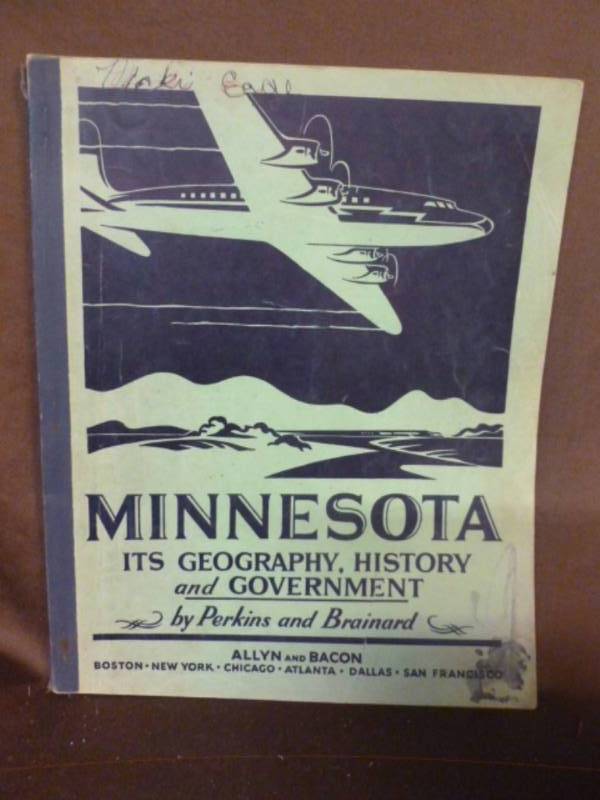 MINNESOTA
ITS GEOGRAPHY, HISTORY
and GOVERNMENT
by Perkins and Brainard
ALLYN AND BACON
BOSTON • NEW YORK • CHICAGO • ATLANTA • DALLAS • SAN FRANCISCO